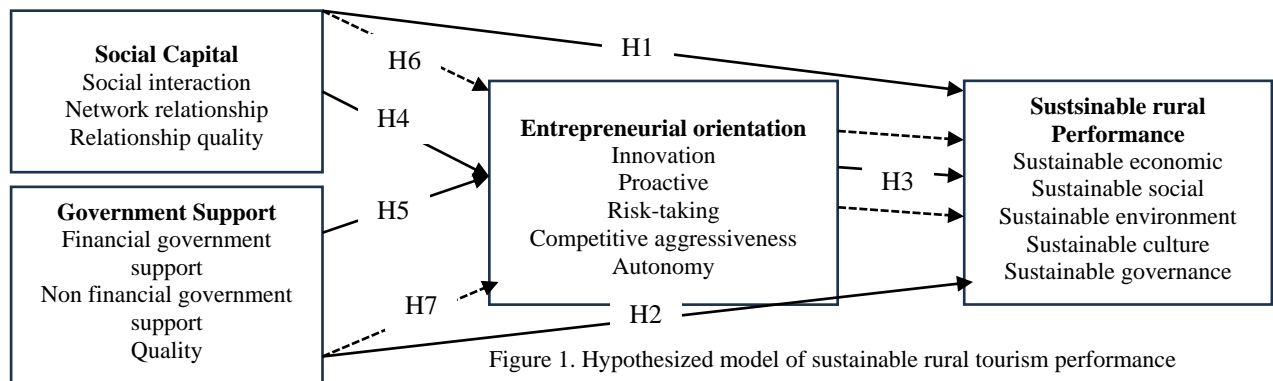 Social Capital
Social interaction
Network relationship
Relationship quality
Government Support
Financial government
support
Non financial government
support
Quality
H6
H4
H5
H7
H1
Entrepreneurial orientation
Innovation
Proactive
Risk-taking
Competitive aggressiveness
Autonomy
H3
H2
Sustsinable rural
Performance
Sustainable economic
Sustainable social
Sustainable environment
Sustainable culture
Sustainable governance
Figure 1. Hypothesized model of sustainable rural tourism performance